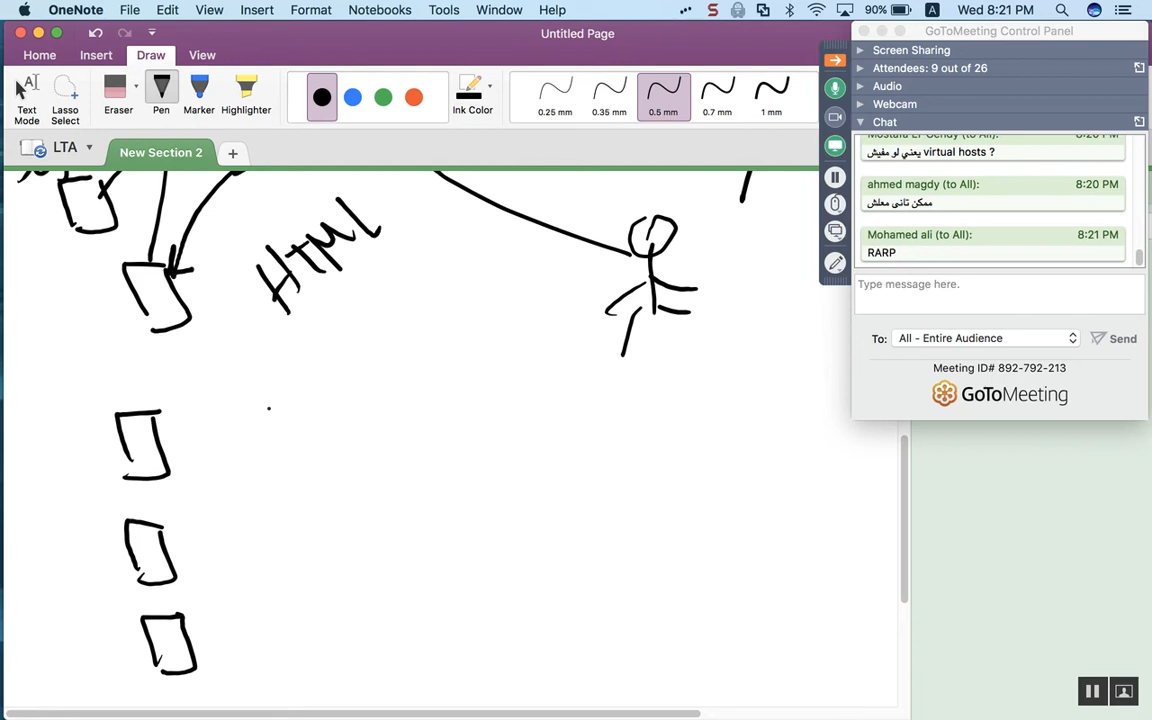 OneNote File Edit View Insert Format Notebooks Tools Window Help
90% A Wed 8:21 PM
Untitled Page
Home Insert Draw View
Text Mode
Lasso Select
Eraser
Pen
Marker
Highlighter
Ink Color
0.25 mm
0.35 mm
0.5 mm
0.7 mm
1 mm
LTA
New Section 2
HTML
GoToMeeting Control Panel
Screen Sharing
Attendees: 9 out of 26
Audio
Webcam
Chat
يعني لو مفيش virtual hosts ?
ahmed magdy (to All): 8:20 PM
ممكن تانى معلش
Mohamed ali (to All): 8:21 PM
RARP
Type message here.
To: All - Entire Audience Send
Meeting ID# 892-792-213
GoToMeeting